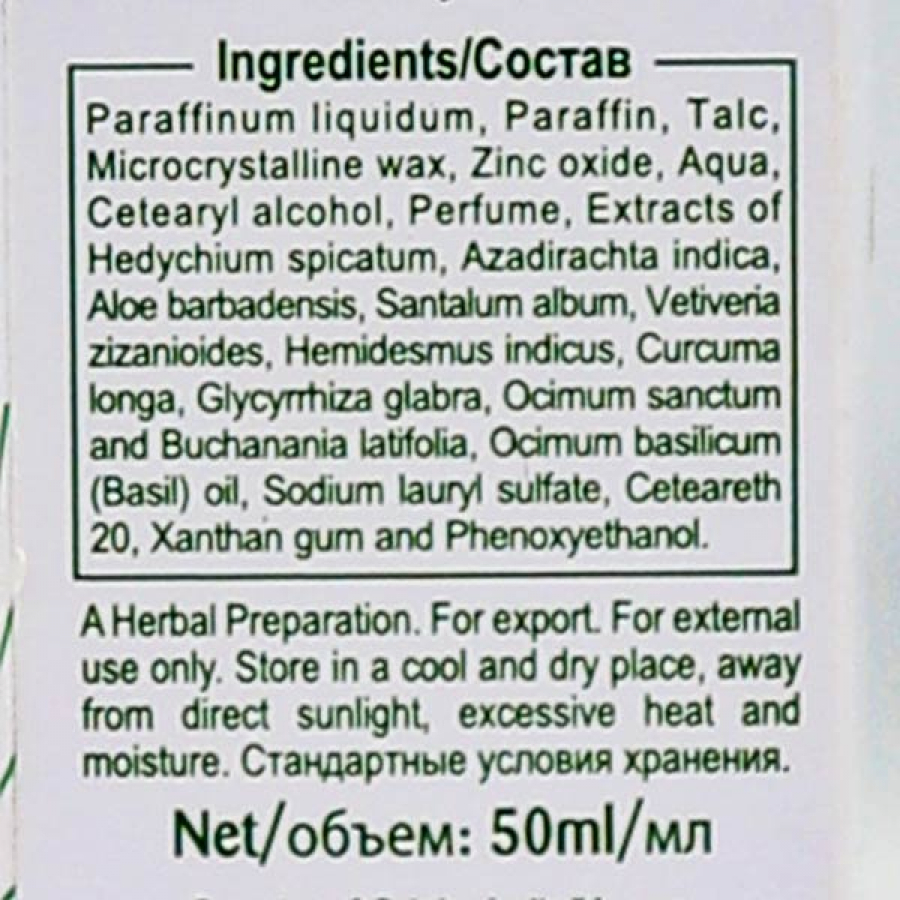 Ingredients/Состав
Paraffinum liquidum, Paraffin, Talc,
Microcrystalline wax, Zinc oxide, Aqua,
Cetearyl alcohol, Perfume, Extracts of
Hedychium spicatum, Azadirachta indica,
Aloe barbadensis, Santalum album, Vetiveria
zizanioides, Hemidesmus indicus, Curcuma
longa, Glycyrrhiza glabra, Ocimum sanctum
and Buchanania latifolia, Ocimum basilicum
(Basil) oil, Sodium lauryl sulfate, Ceteareth
20, Xanthan gum and Phenoxyethanol.
A Herbal Preparation. For export. For external
use only. Store in a cool and dry place, away
from direct sunlight, excessive heat and
moisture. Стандартные условия хранения.
Net/объем: 50ml/мл